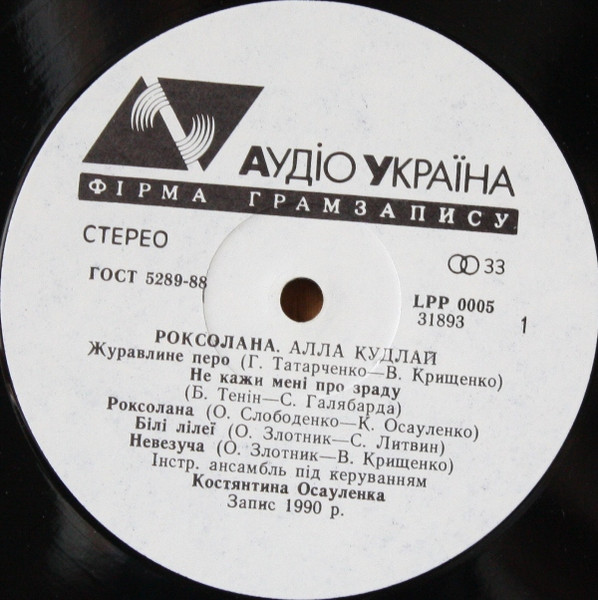 АУДІО УКРАЇНА
ФІРМА ГРАМЗАПИСУ
СТЕРЕО
33
ГОСТ 5289-88
LPP 0005
31893
1
РОКСОЛАНА. АЛЛА КУДЛАЙ
Журавлине перо (Г. Татарченко—В. Крищенко)
Не кажи мені про зраду
(Б. Тенін—С. Галябарда)
Роксолана (О. Слободенко—К. Осауленко)
Білі лілеї (О. Злотник—С. Литвин)
Невезуча (О. Злотник—В. Крищенко)
Інстр. ансамбль під керуванням
Костянтина Осауленка
Запис 1990 р.